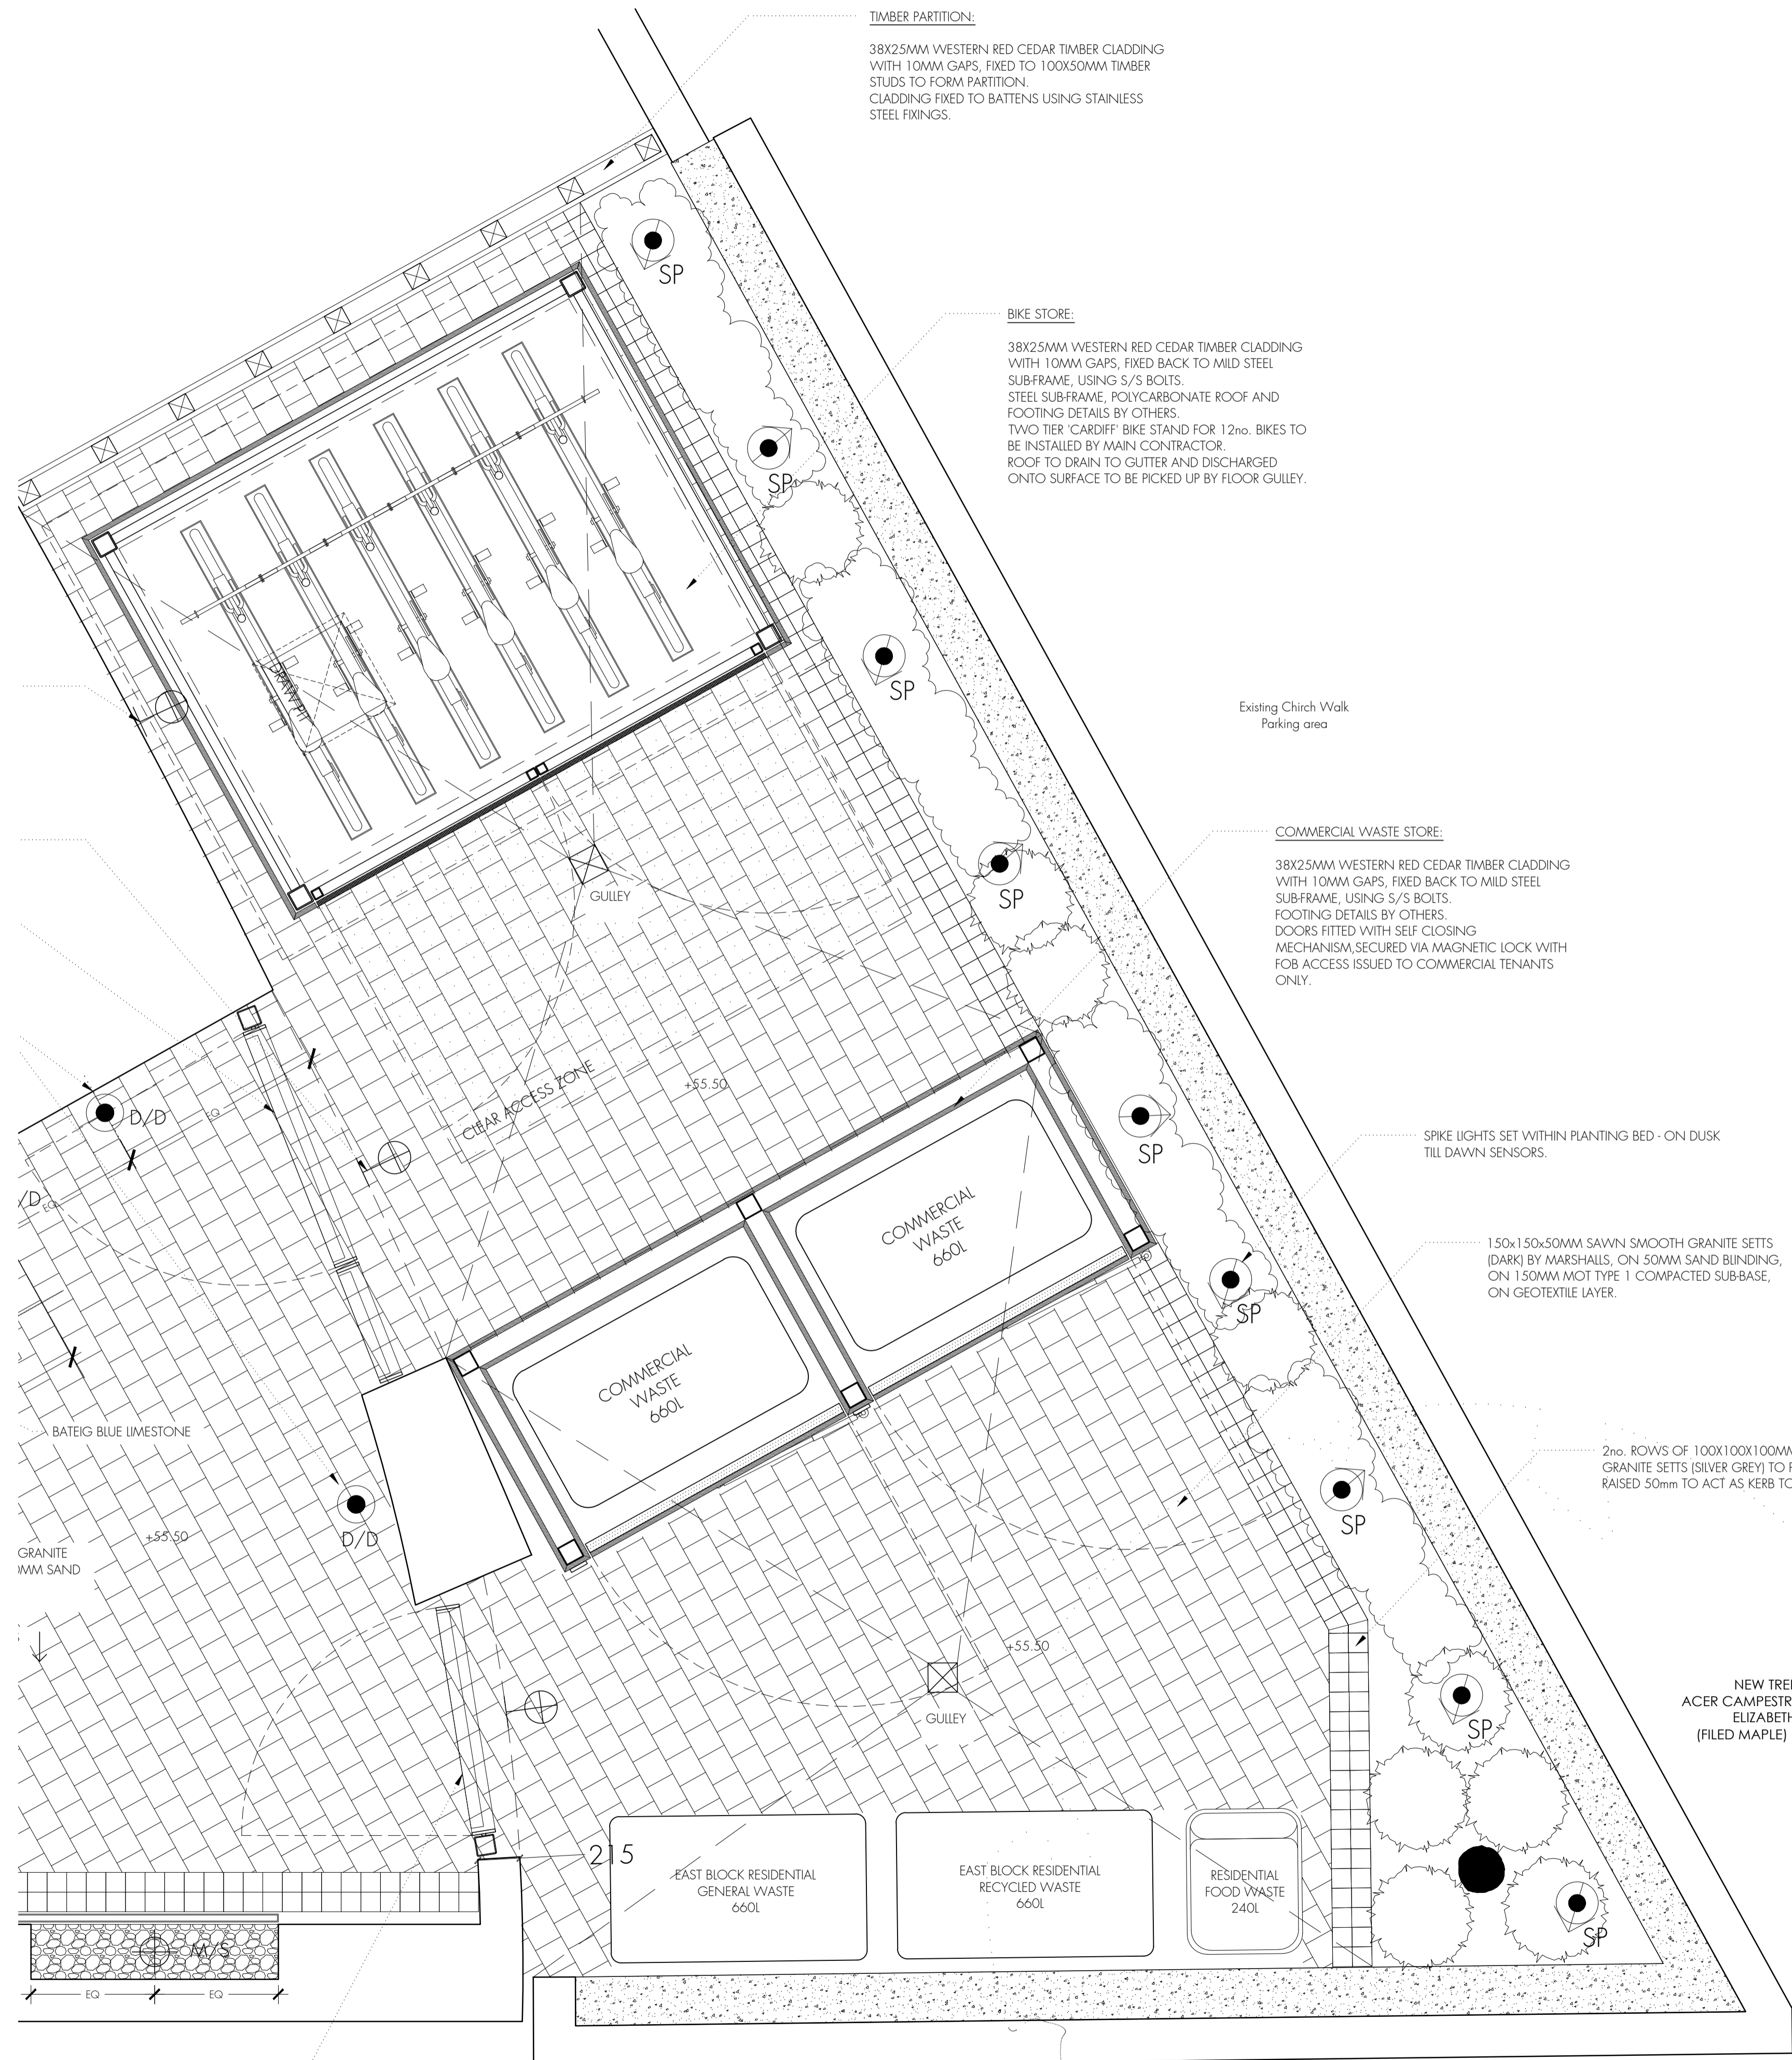 TIMBER PARTITION:
38X25MM WESTERN RED CEDAR TIMBER CLADDING
WITH 10MM GAPS, FIXED TO 100X50MM TIMBER
STUDS TO FORM PARTITION.
CLADDING FIXED TO BATTENS USING STAINLESS
STEEL FIXINGS.
SP
BIKE STORE:
38X25MM WESTERN RED CEDAR TIMBER CLADDING
WITH 10MM GAPS, FIXED BACK TO MILD STEEL
SUB-FRAME, USING S/S BOLTS.
STEEL SUB-FRAME, POLYCARBONATE ROOF AND
FOOTING DETAILS BY OTHERS.
TWO TIER 'CARDIFF' BIKE STAND FOR 12no. BIKES TO
BE INSTALLED BY MAIN CONTRACTOR.
ROOF TO DRAIN TO GUTTER AND DISCHARGED
ONTO SURFACE TO BE PICKED UP BY FLOOR GULLEY.
SP
DRAW PIT
SP
Existing Chirch Walk
Parking area
COMMERCIAL WASTE STORE:
38X25MM WESTERN RED CEDAR TIMBER CLADDING
WITH 10MM GAPS, FIXED BACK TO MILD STEEL
SUB-FRAME, USING S/S BOLTS.
FOOTING DETAILS BY OTHERS.
DOORS FITTED WITH SELF CLOSING
MECHANISM,SECURED VIA MAGNETIC LOCK WITH
FOB ACCESS ISSUED TO COMMERCIAL TENANTS
ONLY.
GULLEY
SP
CLEAR ACCESS ZONE
+55.50
D/D
EQ
/D
EQ
SP
SPIKE LIGHTS SET WITHIN PLANTING BED - ON DUSK
TILL DAWN SENSORS.
COMMERCIAL
WASTE
660L
150x150x50MM SAWN SMOOTH GRANITE SETTS
(DARK) BY MARSHALLS, ON 50MM SAND BLINDING,
ON 150MM MOT TYPE 1 COMPACTED SUB-BASE,
ON GEOTEXTILE LAYER.
SP
COMMERCIAL
WASTE
660L
BATEIG BLUE LIMESTONE
2no. ROWS OF 100X100X100MM
GRANITE SETTS (SILVER GREY) TO P
RAISED 50mm TO ACT AS KERB TO
SP
D/D
+55.50
GRANITE
MM SAND
+55.50
GULLEY
SP
NEW TREE
ACER CAMPESTR
ELIZABETH
(FILED MAPLE)
215
EAST BLOCK RESIDENTIAL
GENERAL WASTE
660L
EAST BLOCK RESIDENTIAL
RECYCLED WASTE
660L
RESIDENTIAL
FOOD WASTE
240L
SP
M/S
EQ
EQ